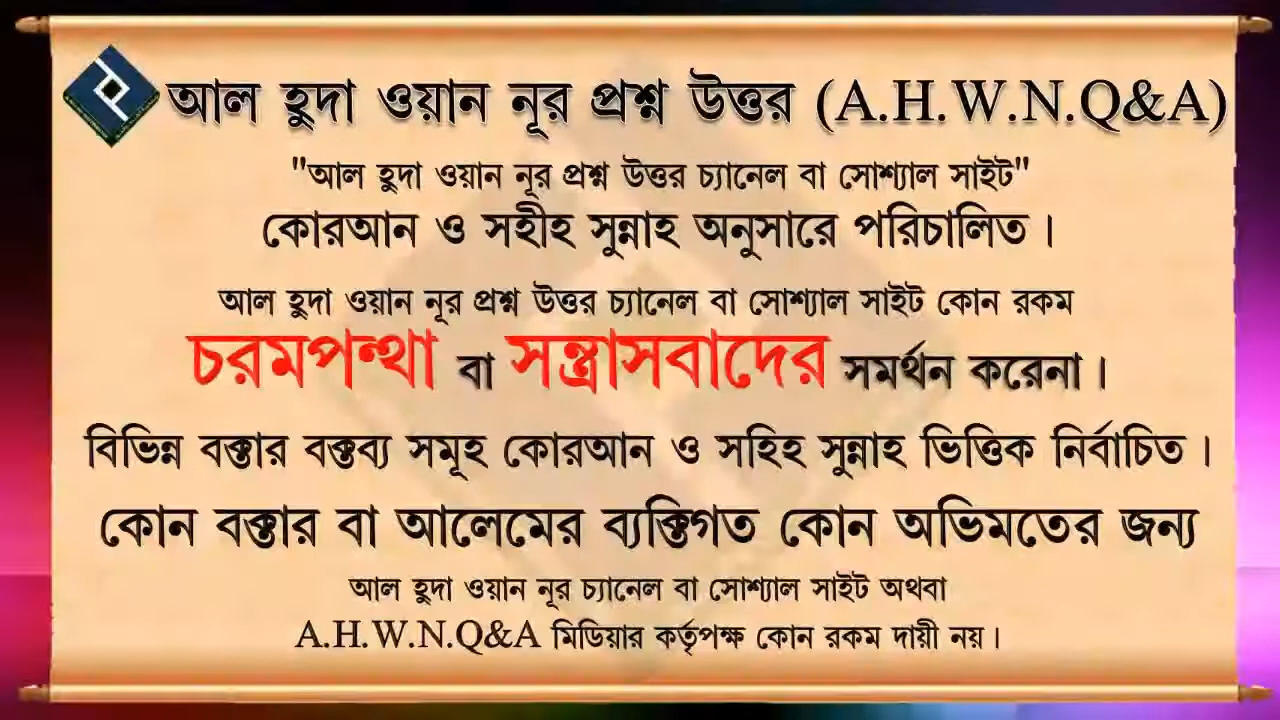 আল হুদা ওয়ান নূর প্রশ্ন উত্তর (A.H.W.N.Q&A)
"আল হুদা ওয়ান নূর প্রশ্ন উত্তর চ্যানেল বা সোশ্যাল সাইট"
কোরআন ও সহীহ সুন্নাহ অনুসারে পরিচালিত।
আল হুদা ওয়ান নূর প্রশ্ন উত্তর চ্যানেল বা সোশ্যাল সাইট কোন রকম
চরমপন্থা বা সন্ত্রাসবাদের সমর্থন করেনা।
বিভিন্ন বক্তার বক্তব্য সমূহ কোরআন ও সহিহ সুন্নাহ ভিত্তিক নির্বাচিত।
কোন বক্তার বা আলেমের ব্যক্তিগত কোন অভিমতের জন্য
আল হুদা ওয়ান নূর চ্যানেল বা সোশ্যাল সাইট অথবা
A.H.W.N.Q&A মিডিয়ার কর্তৃপক্ষ কোন রকম দায়ী নয়।